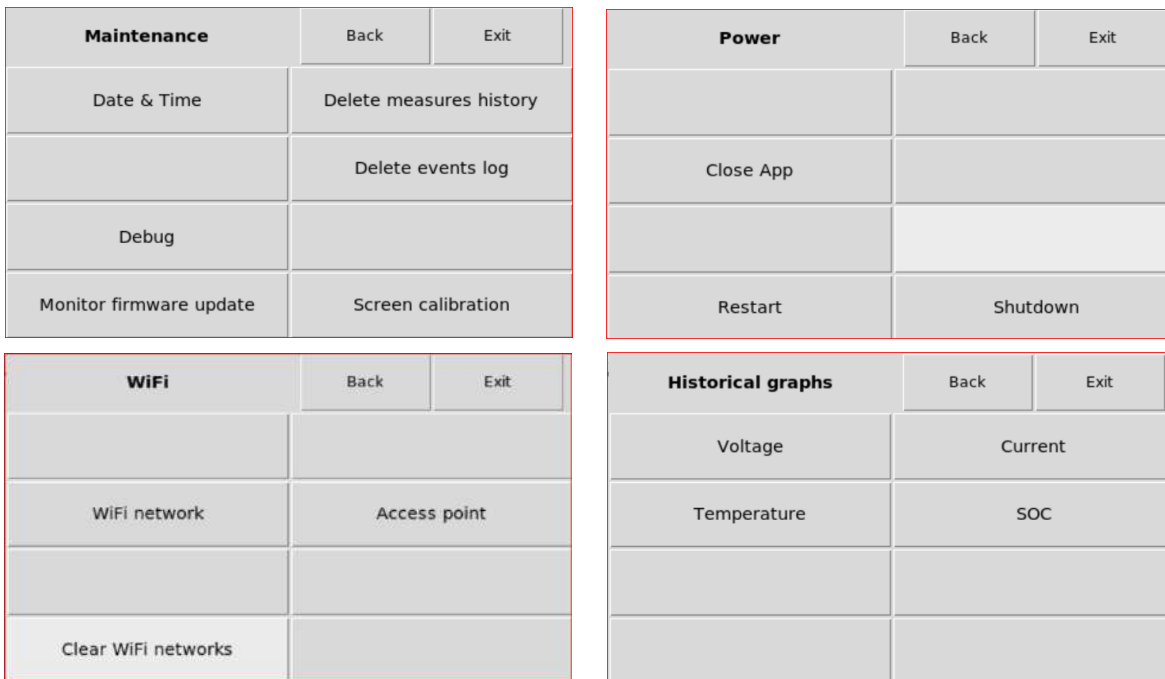 Maintenance Back Exit
Date & Time Delete measures history
Delete events log
Debug
Monitor firmware update Screen calibration
Power Back Exit
Close App
Restart Shutdown
WiFi Back Exit
WiFi network Access point
Clear WiFi networks
Historical graphs Back Exit
Voltage Current
Temperature SOC